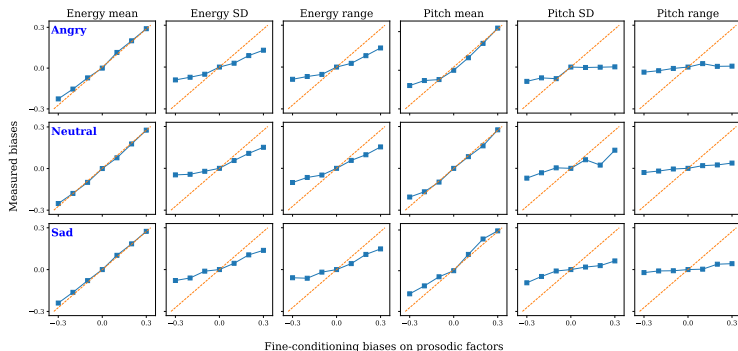 Energy mean Energy SD Energy range Pitch mean Pitch SD Pitch range
Angry
0.3
0.0
−0.3
Neutral
0.3
0.0
−0.3
Measured biases
Sad
0.3
0.0
−0.3
−0.3 0.0 0.3 −0.3 0.0 0.3 −0.3 0.0 0.3 −0.3 0.0 0.3 −0.3 0.0 0.3 −0.3 0.0 0.3
Fine-conditioning biases on prosodic factors